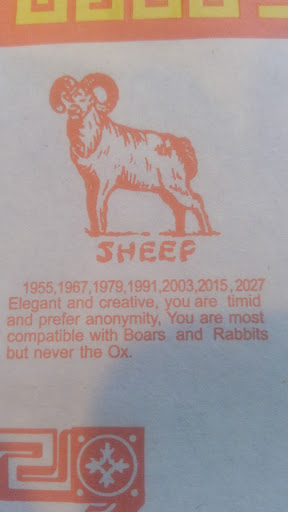 SHEEP
1955,1967,1979,1991,2003,2015, 2027
Elegant and creative, you are timid
and prefer anonymity, You are most
compatible with Boars and Rabbits
but never the Ox.